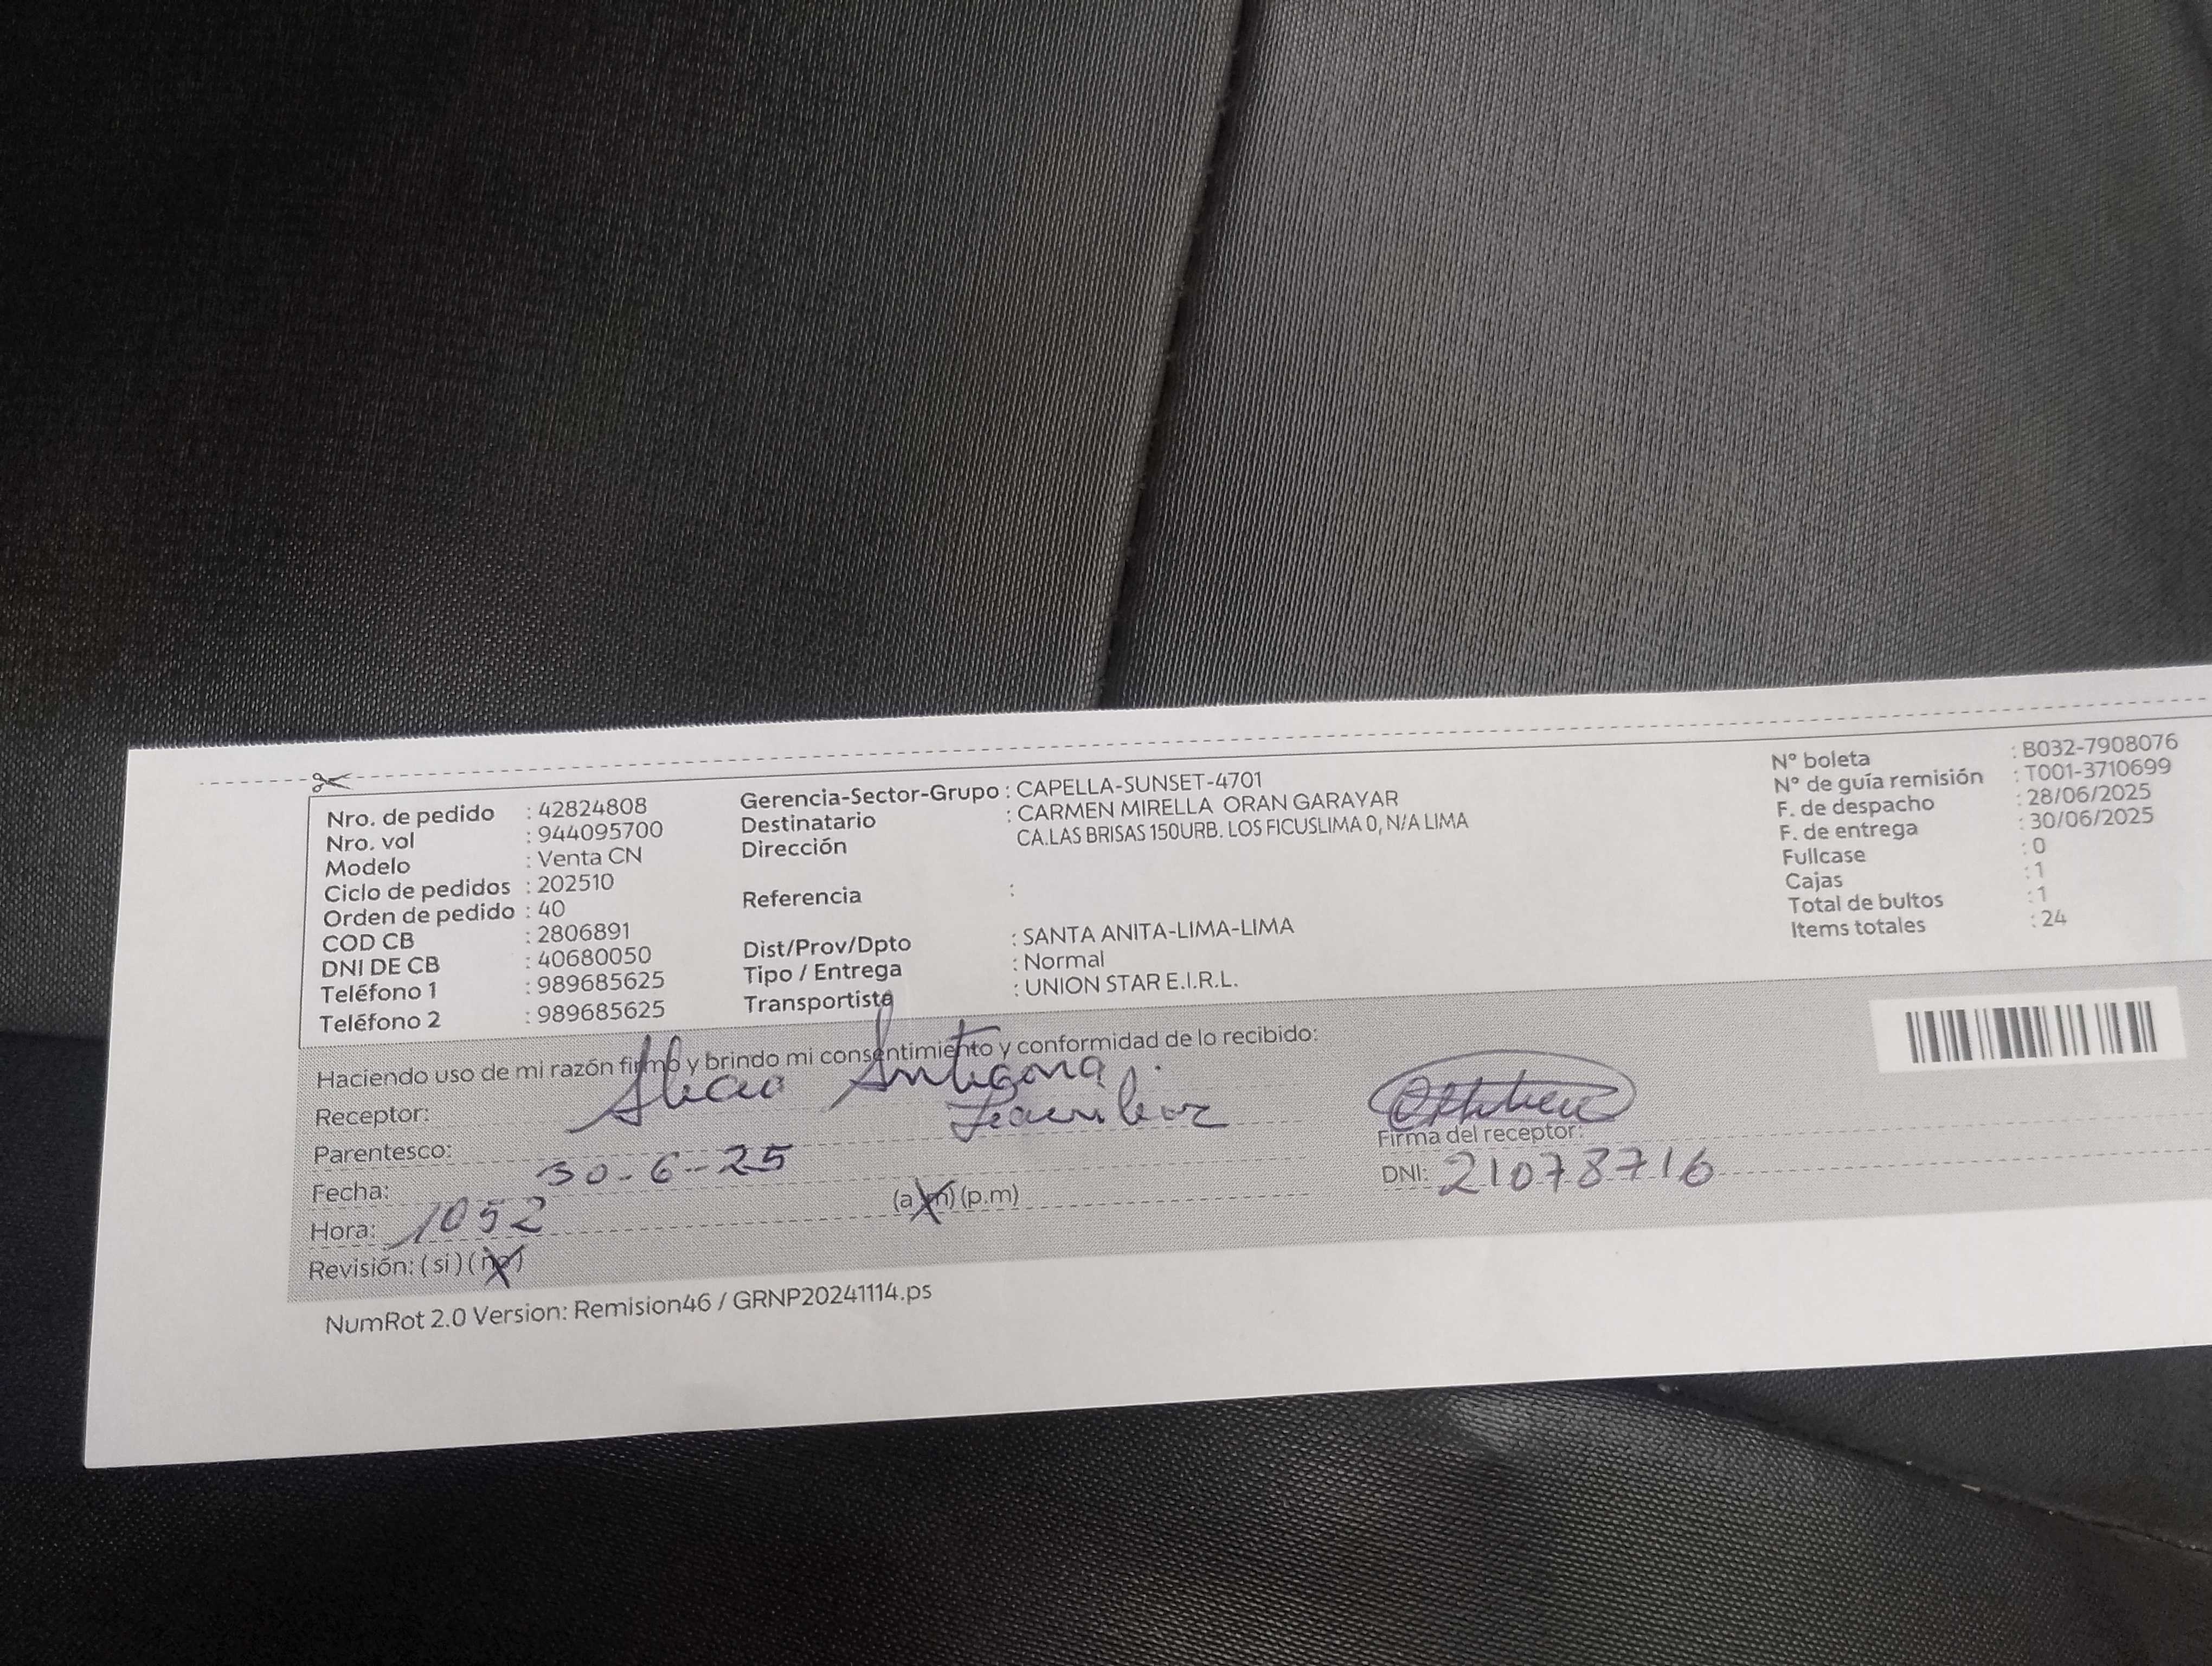 Nro. de pedido : 42824808
Nro. vol : 944095700
Modelo : Venta CN
Ciclo de pedidos : 202510
Orden de pedido : 40
COD CB : 2806891
DNI DE CB : 40680050
Teléfono 1 : 989685625
Teléfono 2 : 989685625
Gerencia-Sector-Grupo : CAPELLA-SUNSET-4701
Destinatario : CARMEN MIRELLA ORAN GARAYAR
Dirección CA.LAS BRISAS 150URB. LOS FICUSLIMA 0, N/A LIMA
Referencia :
Dist/Prov/Dpto : SANTA ANITA-LIMA-LIMA
Tipo / Entrega : Normal
Transportista : UNION STAR E.I.R.L.
N° boleta : B032-7908076
N° de guía remisión : T001-3710699
F. de despacho : 28/06/2025
F. de entrega : 30/06/2025
Fullcase : 0
Cajas : 1
Total de bultos : 1
Items totales : 24
Haciendo uso de mi razón firmo y brindo mi consentimiento y conformidad de lo recibido:
Receptor:
Parentesco:
Fecha: 30-6-25
Hora: 1052 (a.m) (p.m)
Revisión: (si) (no)
Firma del receptor:
DNI: 21078716
NumRot 2.0 Version: Remision46 / GRNP20241114.ps